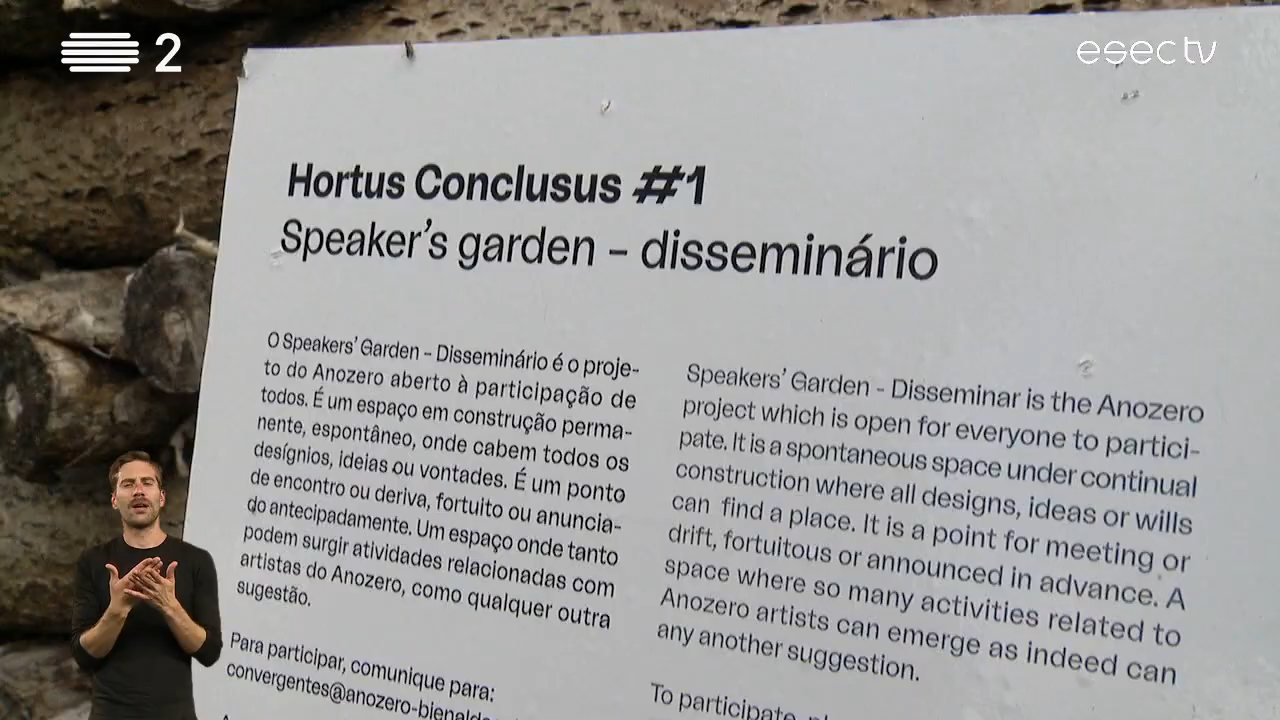 2
esec tv
Hortus Conclusus #1
Speaker's garden – disseminário
O Speakers' Garden – Disseminário é o proje-
to do Anozero aberto à participação de
todos. É um espaço em construção perma-
nente, espontâneo, onde cabem todos os
desígnios, ideias ou vontades. É um ponto
de encontro ou deriva, fortuito ou anuncia-
do antecipadamente. Um espaço onde tanto
podem surgir atividades relacionadas com
artistas do Anozero, como qualquer outra
sugestão.
Para participar, comunique para:
Speakers' Garden - Disseminar is the Anozero
project which is open for everyone to partici-
pate. It is a spontaneous space under continual
construction where all designs, ideas or wills
can find a place. It is a point for meeting or
drift, fortuitous or announced in advance. A
space where so many activities related to
Anozero artists can emerge as indeed can
any another suggestion.
To participate,